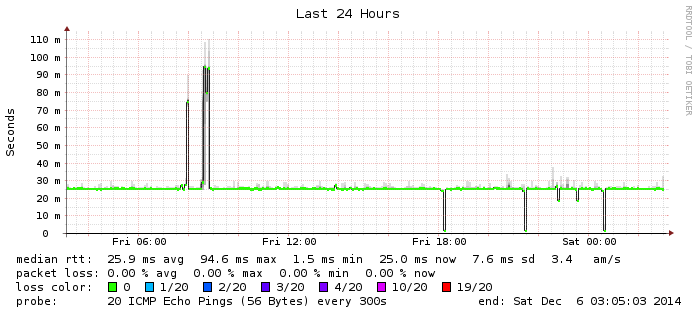 Last 24 Hours
RRDTOOL / TOBI OETIKER
Seconds
110 m
100 m
90 m
80 m
70 m
60 m
50 m
40 m
30 m
20 m
10 m
0
Fri 06:00 Fri 12:00 Fri 18:00 Sat 00:00
median rtt: 25.9 ms avg 94.6 ms max 1.5 ms min 25.0 ms now 7.6 ms sd 3.4 am/s
packet loss: 0.00 % avg 0.00 % max 0.00 % min 0.00 % now
loss color: 0 1/20 2/20 3/20 4/20 10/20 19/20
probe: 20 ICMP Echo Pings (56 Bytes) every 300s end: Sat Dec 6 03:05:03 2014